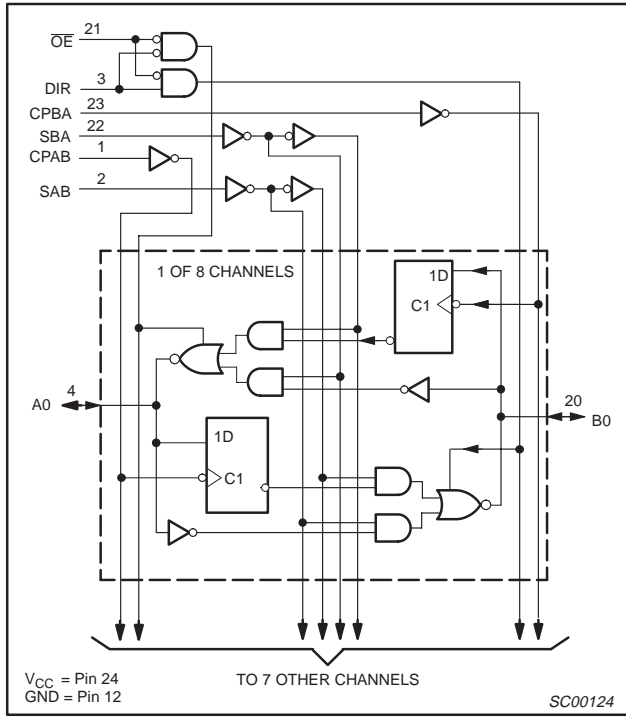 OE 21
DIR 3
CPBA 23
SBA 22
CPAB 1
SAB 2
1 OF 8 CHANNELS
1D
C1
A0 4
20 B0
1D
C1
TO 7 OTHER CHANNELS
VCC = Pin 24
GND = Pin 12
SC00124